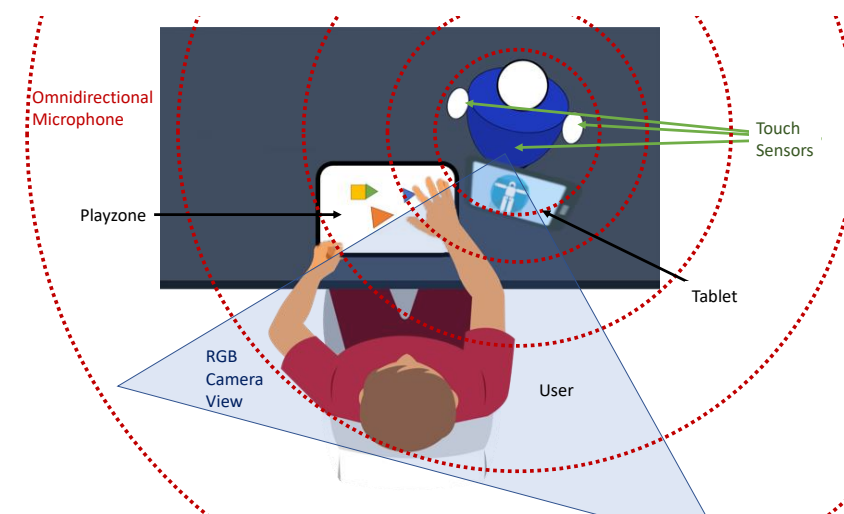 Omnidirectional
Microphone
Touch
Sensors
Playzone
Tablet
RGB
Camera
View
User